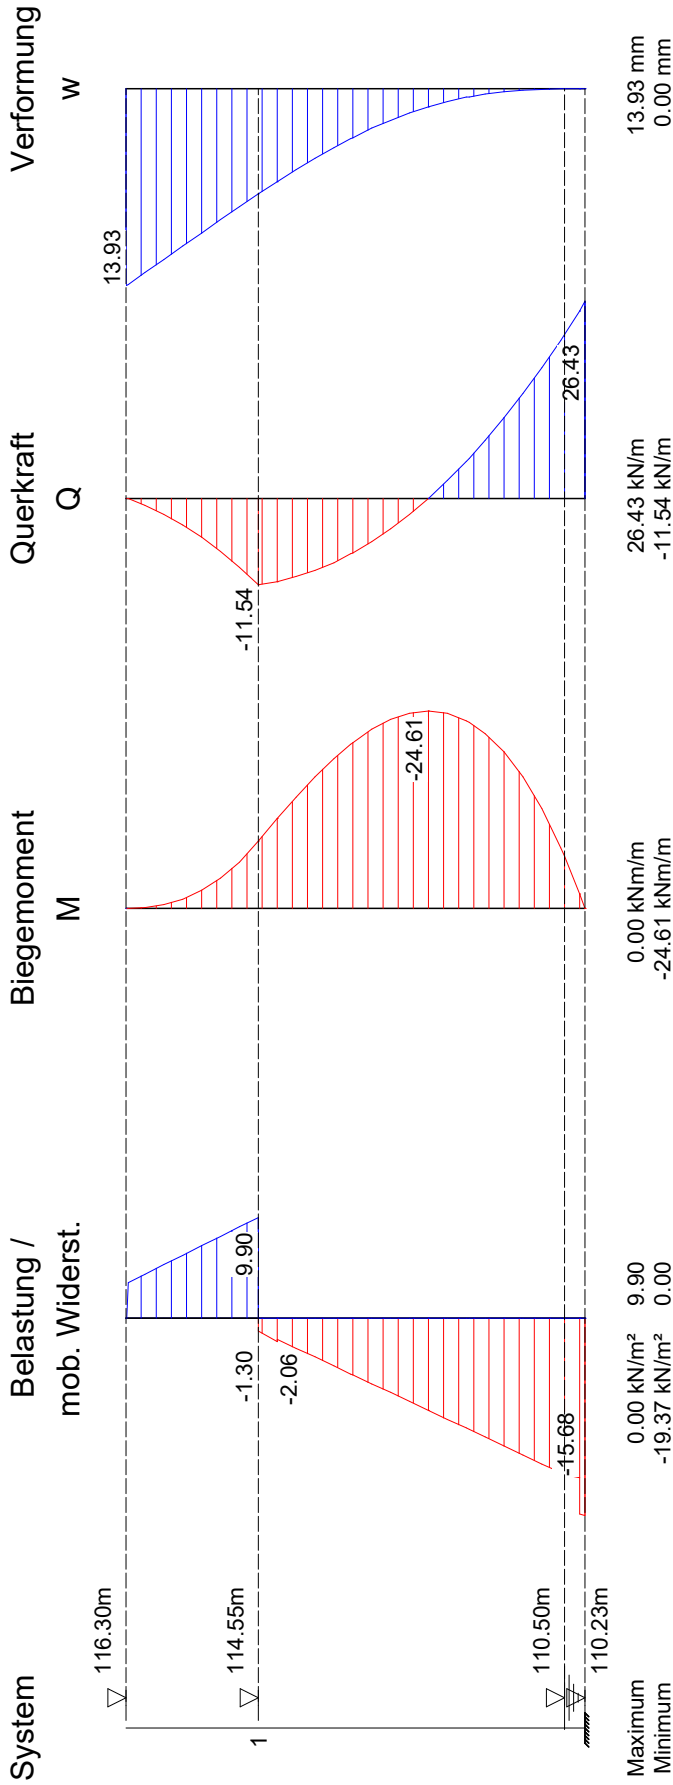 System
Belastung /
mob. Widerst.
Biegemoment
M
Querkraft
Q
Verformung
w
116.30m
13.93
114.55m
1
-1.30
9.90
-2.06
-11.54
-24.61
110.50m
-15.68
26.43
110.23m
Maximum 0.00 kN/m² 9.90 0.00 kNm/m 26.43 kN/m 13.93 mm
Minimum -19.37 kN/m² 0.00 -24.61 kNm/m -11.54 kN/m 0.00 mm